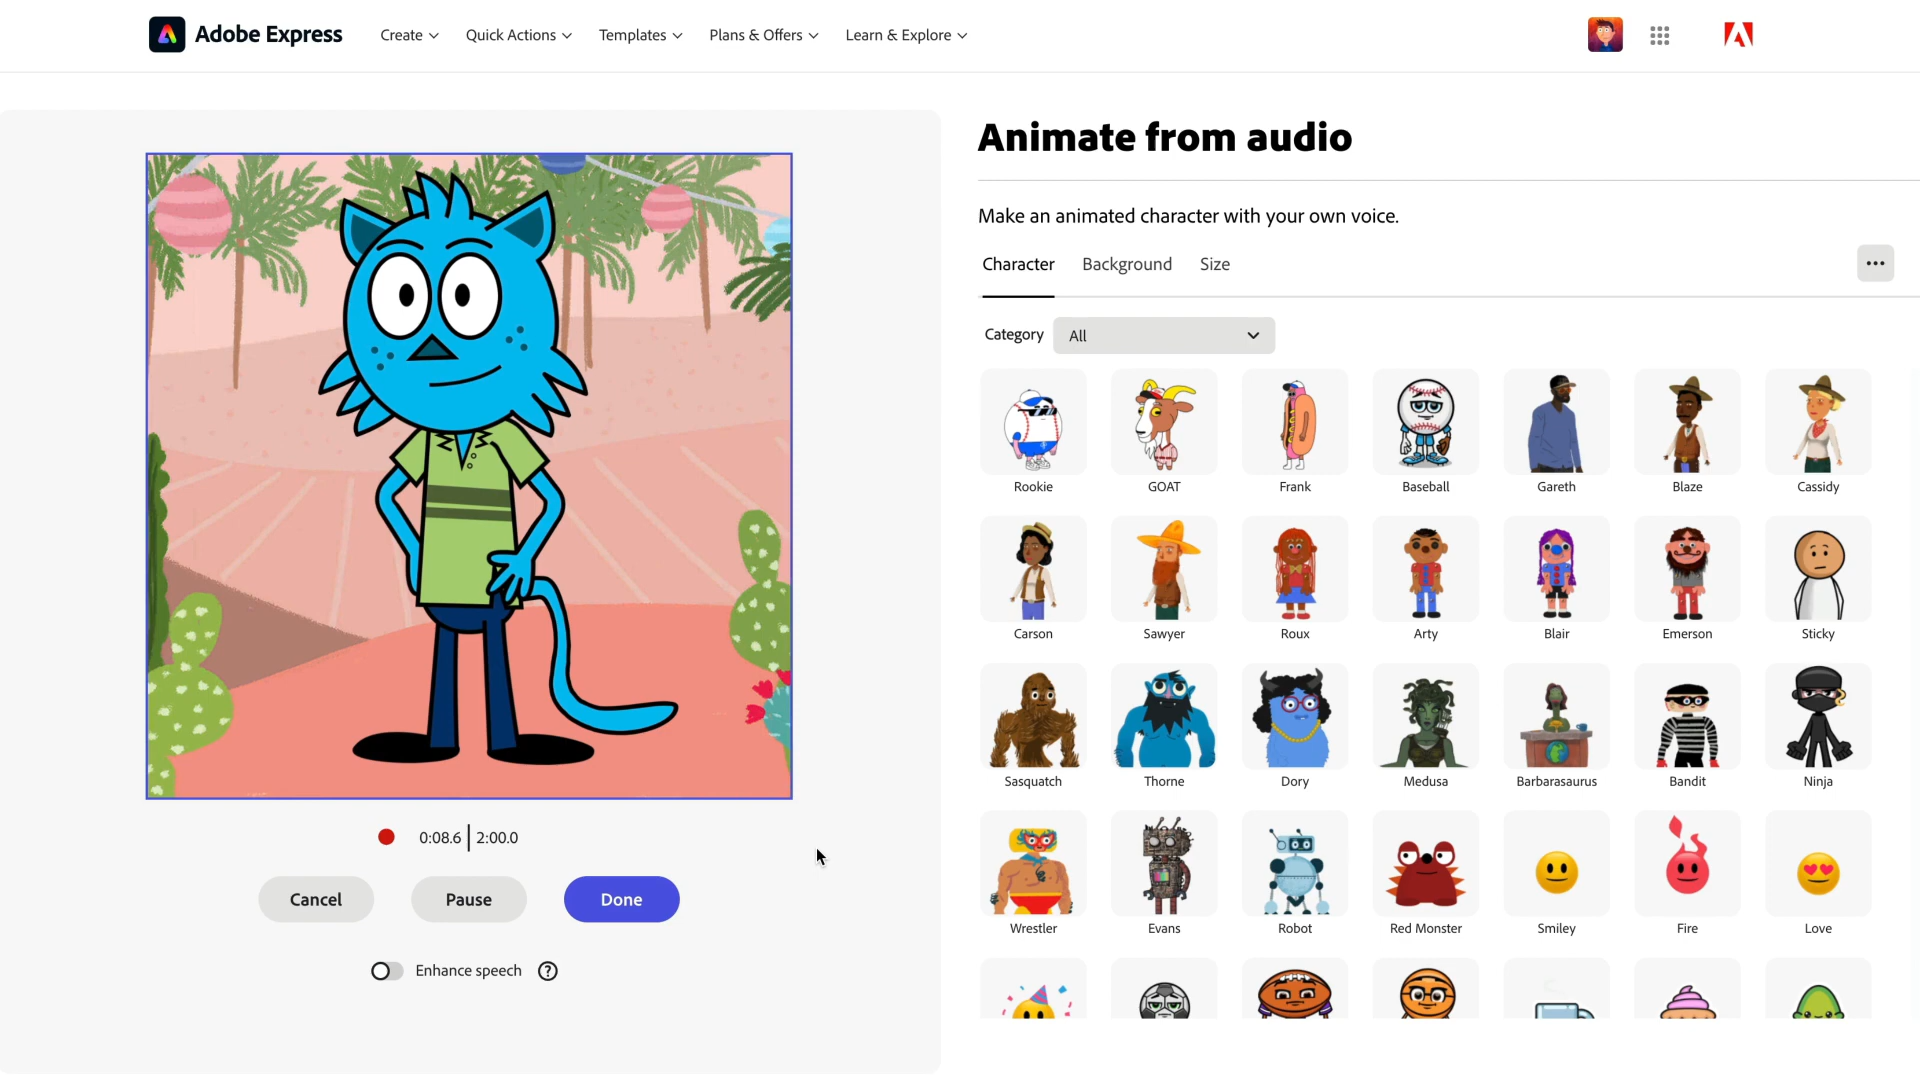 Adobe Express Create Quick Actions Templates Plans & Offers Learn & Explore
Animate from audio
Make an animated character with your own voice.
Character Background Size
Category All
Rookie GOAT Frank Baseball Gareth Blaze Cassidy
Carson Sawyer Roux Arty Blair Emerson Sticky
Sasquatch Thorne Dory Medusa Barbarasaurus Bandit Ninja
Wrestler Evans Robot Red Monster Smiley Fire Love
0:08.6 | 2:00.0
Cancel Pause Done
Enhance speech ?